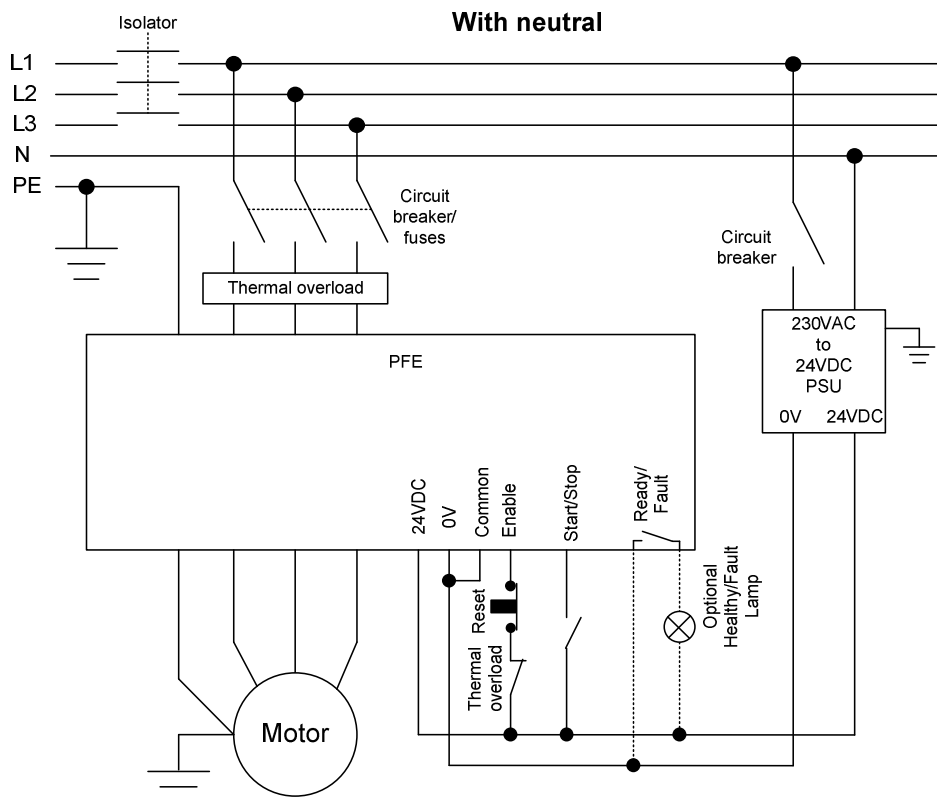 With neutral
Isolator
L1
L2
L3
N
PE
Circuit
breaker/
fuses
Circuit
breaker
Thermal overload
230VAC
to
24VDC
PSU
0V 24VDC
PFE
24VDC
0V
Common
Enable
Start/Stop
Ready/
Fault
Reset
Thermal
overload
Optional
Healthy/Fault
Lamp
Motor